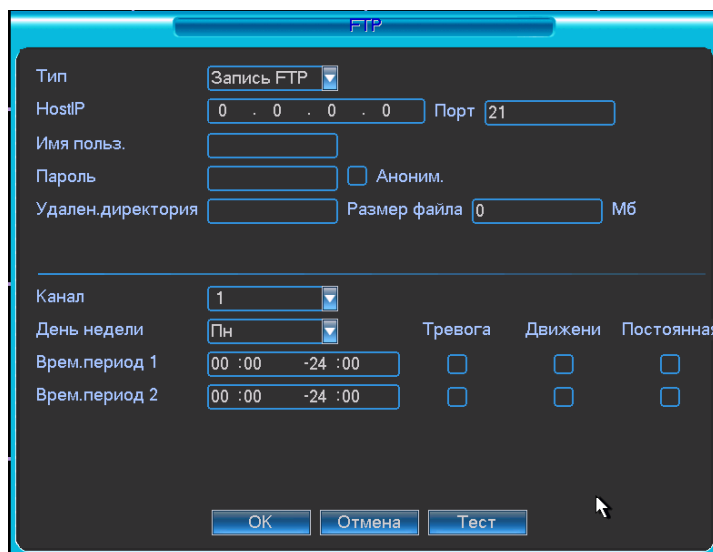 FTP
Тип Запись FTP
HostIP 0 . 0 . 0 . 0 Порт 21
Имя польз.
Пароль Аноним.
Удален.директория Размер файла 0 Мб
Канал 1
День недели Пн Тревога Движени Постоянная
Врем.период 1 00 :00 -24 :00
Врем.период 2 00 :00 -24 :00
OK Отмена Тест